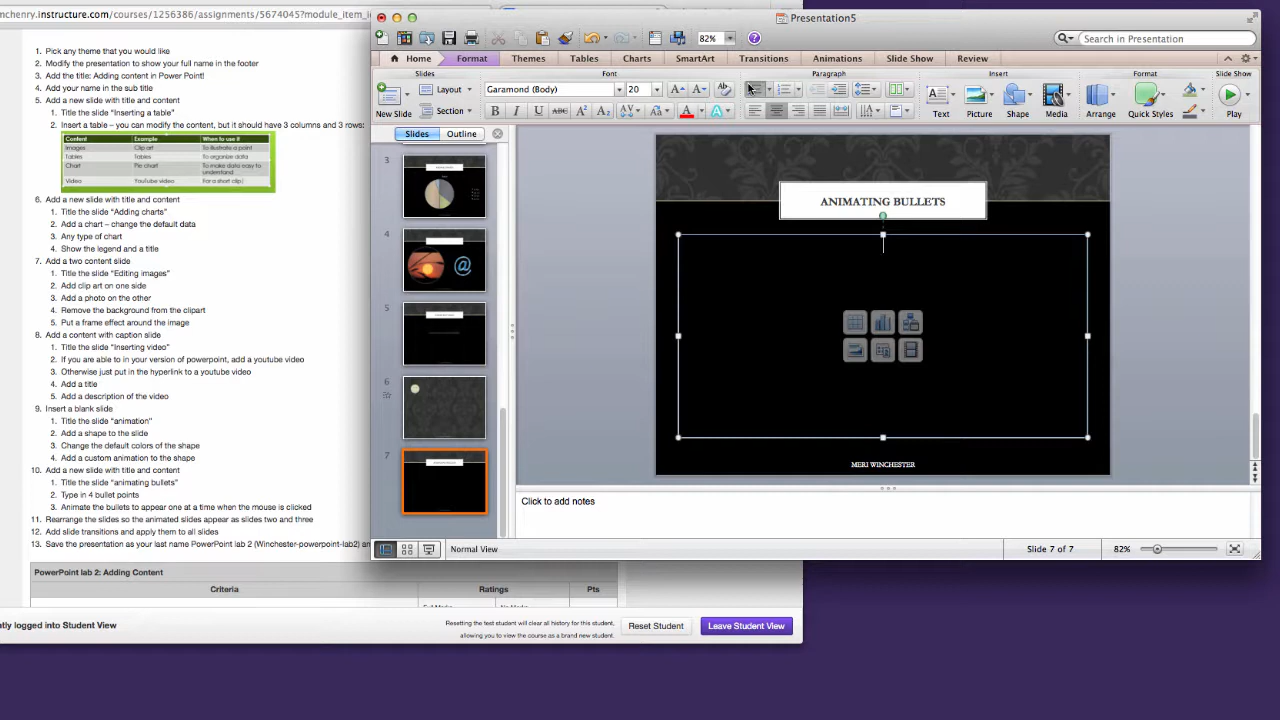 mchenry.instructure.com/courses/1256386/assignments/5674045?module_item_i
1. Pick any theme that you would like
2. Modify the presentation to show your full name in the footer
3. Add the title: Adding content in Power Point!
4. Add your name in the sub title
5. Add a new slide with title and content
1. Title the slide "Inserting a table"
2. Insert a table – you can modify the content, but it should have 3 columns and 3 rows:
Content Example When to use it
Images Clip art To illustrate a point
Tables Tables To organize data
Chart Pie chart To make data easy to understand
Video Youtube video For a short clip
6. Add a new slide with title and content
1. Title the slide "Adding charts"
2. Add a chart – change the default data
3. Any type of chart
4. Show the legend and a title
7. Add a two content slide
1. Title the slide "Editing images"
2. Add clip art on one side
3. Add a photo on the other
4. Remove the background from the clipart
5. Put a frame effect around the image
8. Add a content with caption slide
1. Title the slide "Inserting video"
2. If you are able to in your version of powerpoint, add a youtube video
3. Otherwise just put in the hyperlink to a youtube video
4. Add a title
5. Add a description of the video
9. Insert a blank slide
1. Title the slide "animation"
2. Add a shape to the slide
3. Change the default colors of the shape
4. Add a custom animation to the shape
10. Add a new slide with title and content
1. Title the slide "animating bullets"
2. Type in 4 bullet points
3. Animate the bullets to appear one at a time when the mouse is clicked
11. Rearrange the slides so the animated slides appear as slides two and three
12. Add slide transitions and apply them to all slides
13. Save the presentation as your last name PowerPoint lab 2 (Winchester-powerpoint-lab2) an
PowerPoint lab 2: Adding Content
Criteria Ratings Pts
ntly logged into Student View
Resetting the test student will clear all history for this student,
allowing you to view the course as a brand new student.
Reset Student
Leave Student View
Presentation5
82%
Search in Presentation
Home Format Themes Tables Charts SmartArt Transitions Animations Slide Show Review
Slides Font Paragraph Insert Format Slide Show
New Slide Layout Section
Garamond (Body) 20
Text Picture Shape Media Arrange Quick Styles Play
Slides Outline
3
4
5
6
7
ANIMATING BULLETS
MERI WINCHESTER
Click to add notes
Normal View
Slide 7 of 7
82%